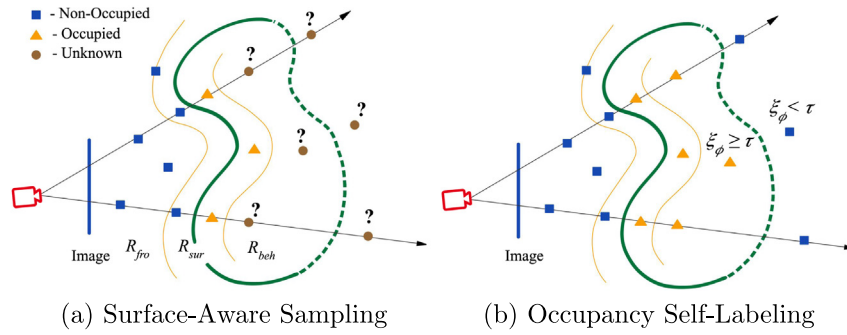 - Non-Occupied
- Occupied
- Unknown
? ?
? ?
? ?
Image R_fro R_sur R_beh
(a) Surface-Aware Sampling
ξ_ϕ < τ
ξ_ϕ ≥ τ
Image
(b) Occupancy Self-Labeling